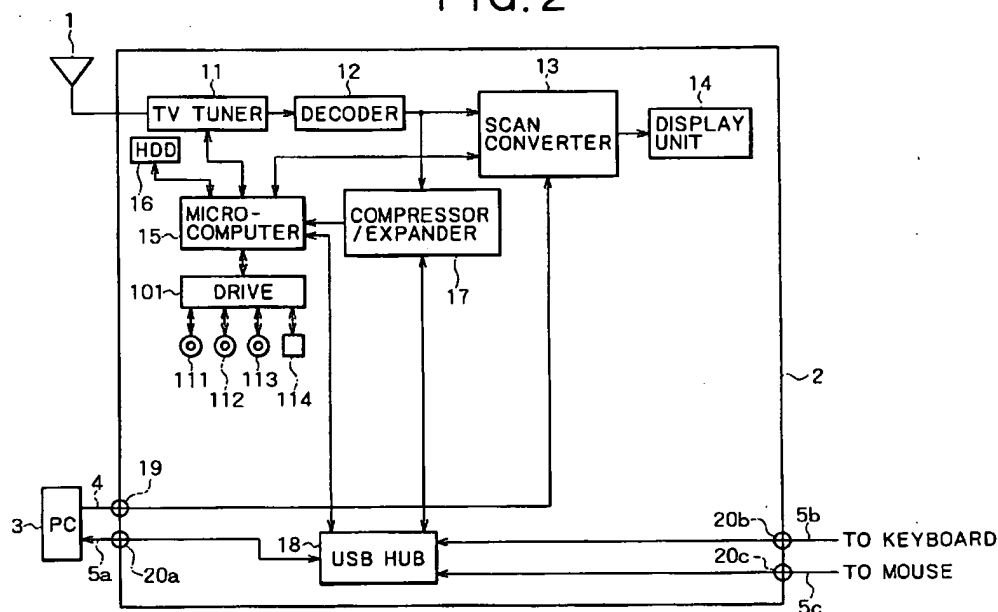 FIG. 2
1
11
12
13
14
TV TUNER
DECODER
SCAN
CONVERTER
DISPLAY
UNIT
HDD
16
MICRO-
COMPUTER
15
COMPRESSOR
/EXPANDER
17
101
DRIVE
111
112
113
114
2
3
PC
4
19
5a
20a
18
USB HUB
20b
5b
TO KEYBOARD
20c
TO MOUSE
5c